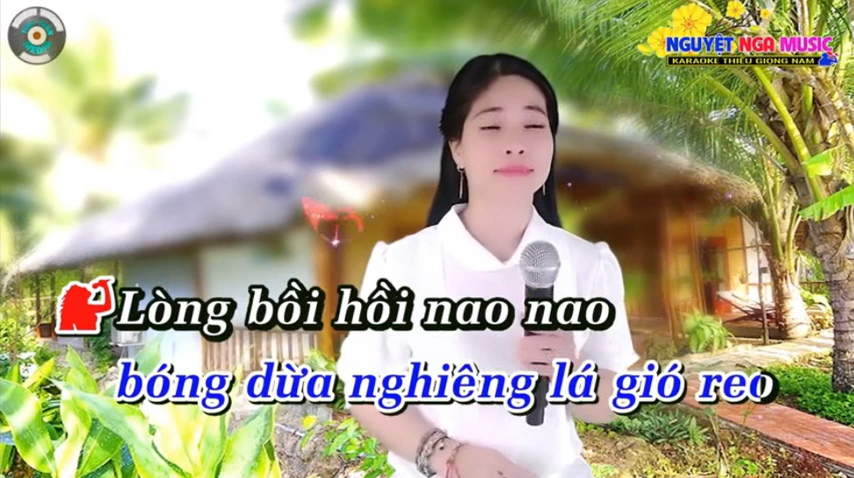 NGUYỆT NGA MUSIC
KARAOKE THIẾU GIỌNG NAM
Lòng bồi hồi nao nao
bóng dừa nghiêng lá gió reo